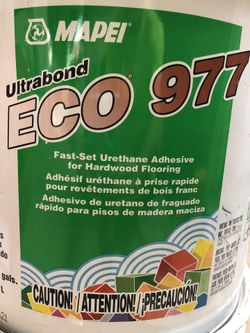 MAPEI
Ultrabond
ECO® 977
Fast-Set Urethane Adhesive
for Hardwood Flooring
Adhésif uréthane à prise rapide
pour revêtements de bois franc
Adhesivo de uretano de fraguado
rápido para pisos de madera maciza
gals.
L
CAUTION! /ATTENTION! /¡PRECAUCIÓN!